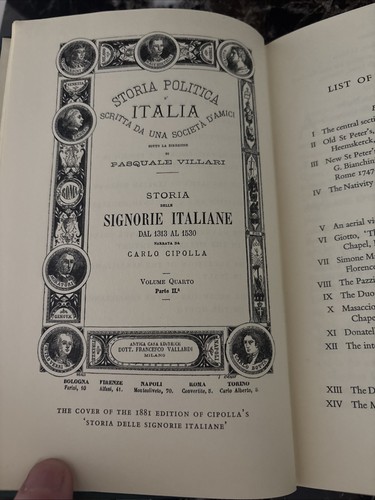 STORIA POLITICA
D'
ITALIA
SCRITTA DA UNA SOCIETÀ D'AMICI
SOTTO LA DIREZIONE
DI
PASQUALE VILLARI
STORIA
DELLE
SIGNORIE ITALIANE
DAL 1313 AL 1530
NARRATA DA
CARLO CIPOLLA
VOLUME QUARTO
Parte II.a
ROMA
GENOVA
ANTICA CASA EDITRICE
DOTT. FRANCESCO VALLARDI
MILANO
BOLOGNA FIRENZE NAPOLI ROMA TORINO
THE COVER OF THE 1881 EDITION OF CIPOLLA'S
'STORIA DELLE SIGNORIE ITALIANE'
LIST OF
I The central secti
II Old St Peter's
Heemskerck,
III New St Peter's
G. Bianchini
Rome 1747
IV The Nativity
V An aerial vi
VI Giotto, 'Th
Chapel,
VII Simone M
Florence
VIII The Pazzi
IX The Duo
X Masaccio
Chape
XI Donatel
XII The int
XIII The D
XIV The M